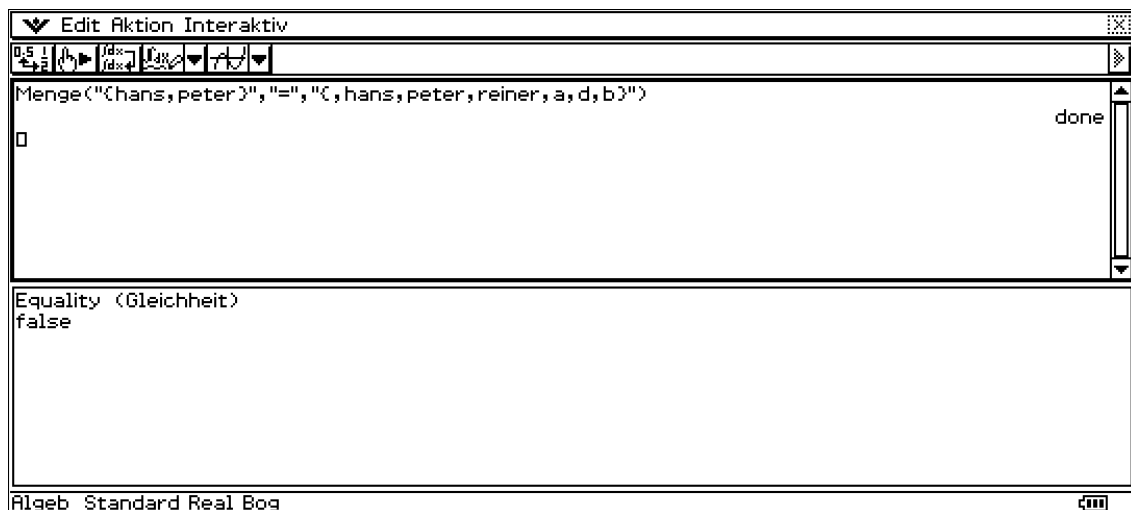 Edit Aktion Interaktiv
Menge("{hans,peter}","=","{,hans,peter,reiner,a,d,b}")
done
Equality (Gleichheit)
false
Algeb Standard Real Bog